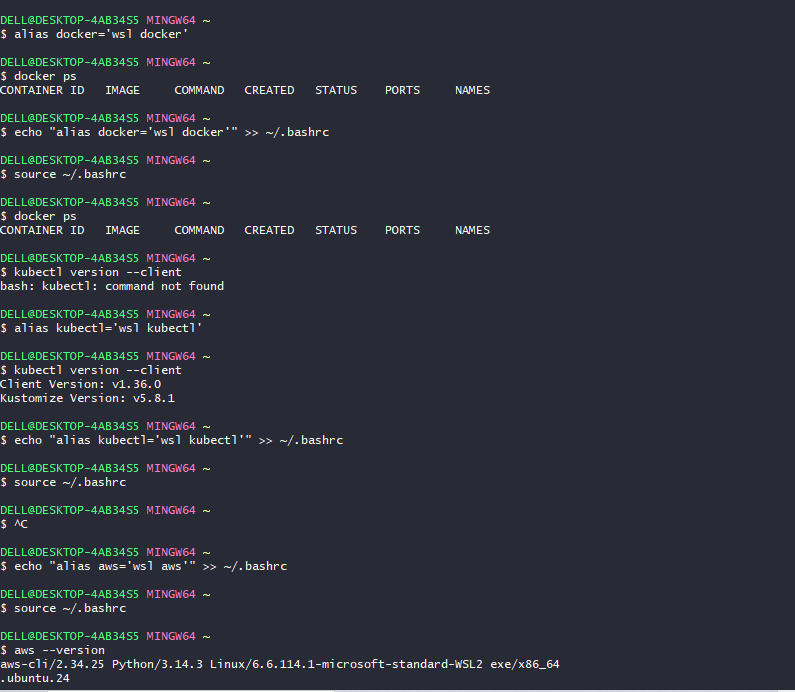 DELL@DESKTOP-4AB34S5 MINGW64 ~
$ alias docker='wsl docker'
DELL@DESKTOP-4AB34S5 MINGW64 ~
$ docker ps
CONTAINER ID   IMAGE     COMMAND   CREATED   STATUS    PORTS     NAMES
DELL@DESKTOP-4AB34S5 MINGW64 ~
$ echo "alias docker='wsl docker'" >> ~/.bashrc
DELL@DESKTOP-4AB34S5 MINGW64 ~
$ source ~/.bashrc
DELL@DESKTOP-4AB34S5 MINGW64 ~
$ docker ps
CONTAINER ID   IMAGE     COMMAND   CREATED   STATUS    PORTS     NAMES
DELL@DESKTOP-4AB34S5 MINGW64 ~
$ kubectl version --client
bash: kubectl: command not found
DELL@DESKTOP-4AB34S5 MINGW64 ~
$ alias kubectl='wsl kubectl'
DELL@DESKTOP-4AB34S5 MINGW64 ~
$ kubectl version --client
Client Version: v1.36.0
Kustomize Version: v5.8.1
DELL@DESKTOP-4AB34S5 MINGW64 ~
$ echo "alias kubectl='wsl kubectl'" >> ~/.bashrc
DELL@DESKTOP-4AB34S5 MINGW64 ~
$ source ~/.bashrc
DELL@DESKTOP-4AB34S5 MINGW64 ~
$ ^C
DELL@DESKTOP-4AB34S5 MINGW64 ~
$ echo "alias aws='wsl aws'" >> ~/.bashrc
DELL@DESKTOP-4AB34S5 MINGW64 ~
$ source ~/.bashrc
DELL@DESKTOP-4AB34S5 MINGW64 ~
$ aws --version
aws-cli/2.34.25 Python/3.14.3 Linux/6.6.114.1-microsoft-standard-WSL2 exe/x86_64
.ubuntu.24